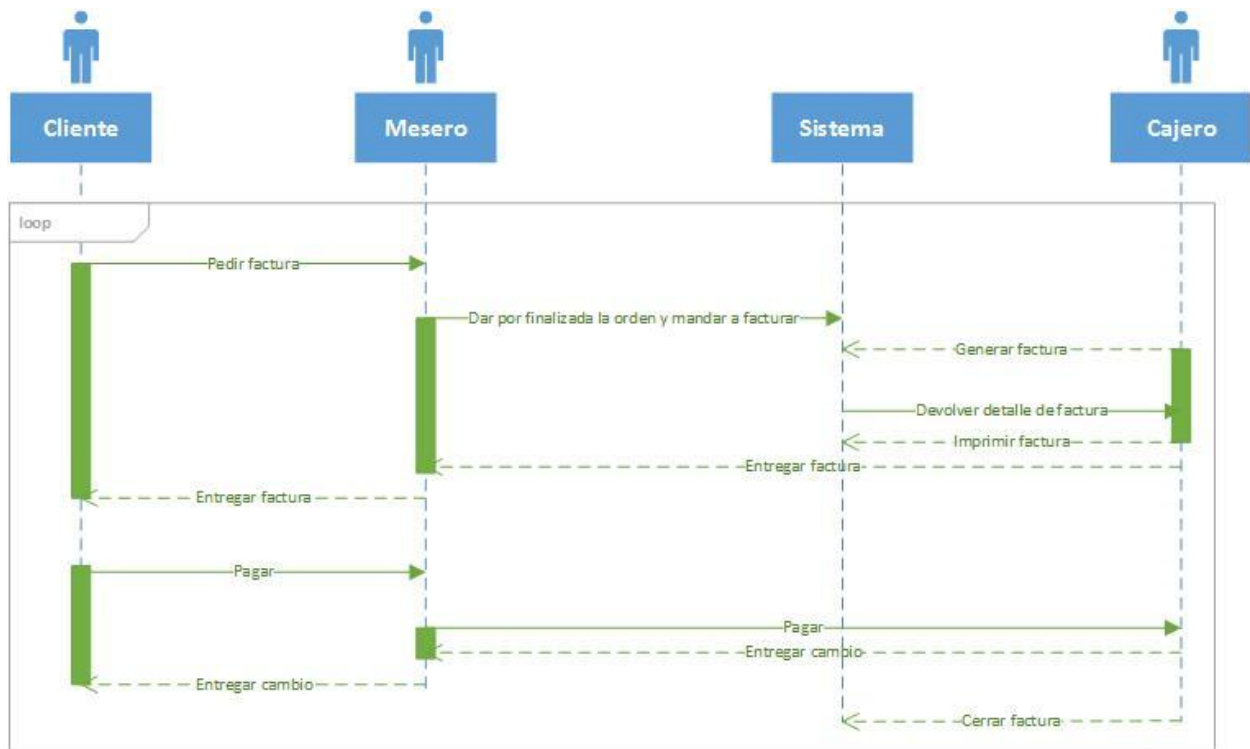 Cliente
Mesero
Sistema
Cajero
loop
Pedir factura
Dar por finalizada la orden y mandar a facturar
Generar factura
Devolver detalle de factura
Imprimir factura
Entregar factura
Entregar factura
Pagar
Pagar
Entregar cambio
Entregar cambio
Cerrar factura